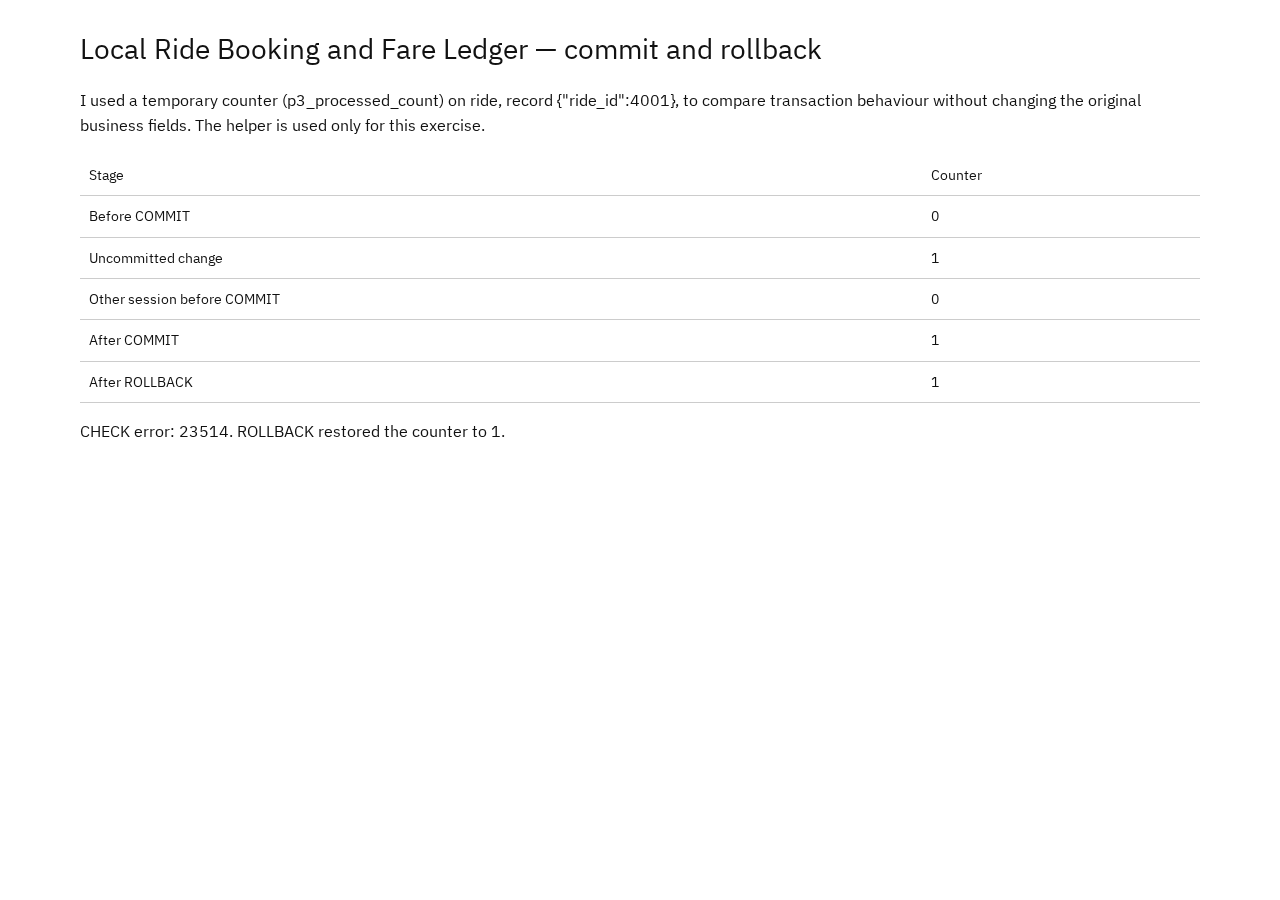 Local Ride Booking and Fare Ledger — commit and rollback
I used a temporary counter (p3_processed_count) on ride, record {"ride_id":4001}, to compare transaction behaviour without changing the original
business fields. The helper is used only for this exercise.
Stage Counter
Before COMMIT 0
Uncommitted change 1
Other session before COMMIT 0
After COMMIT 1
After ROLLBACK 1
CHECK error: 23514. ROLLBACK restored the counter to 1.